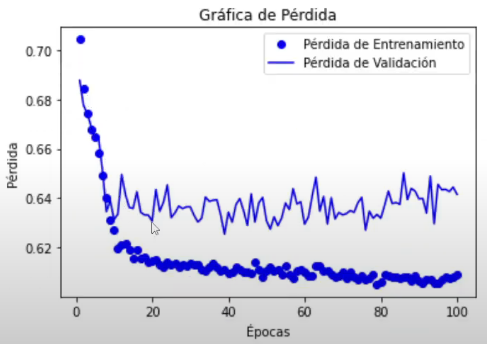 Gráfica de Pérdida
Pérdida de Entrenamiento
Pérdida de Validación
Pérdida
0.70
0.68
0.66
0.64
0.62
0 20 40 60 80 100
Épocas